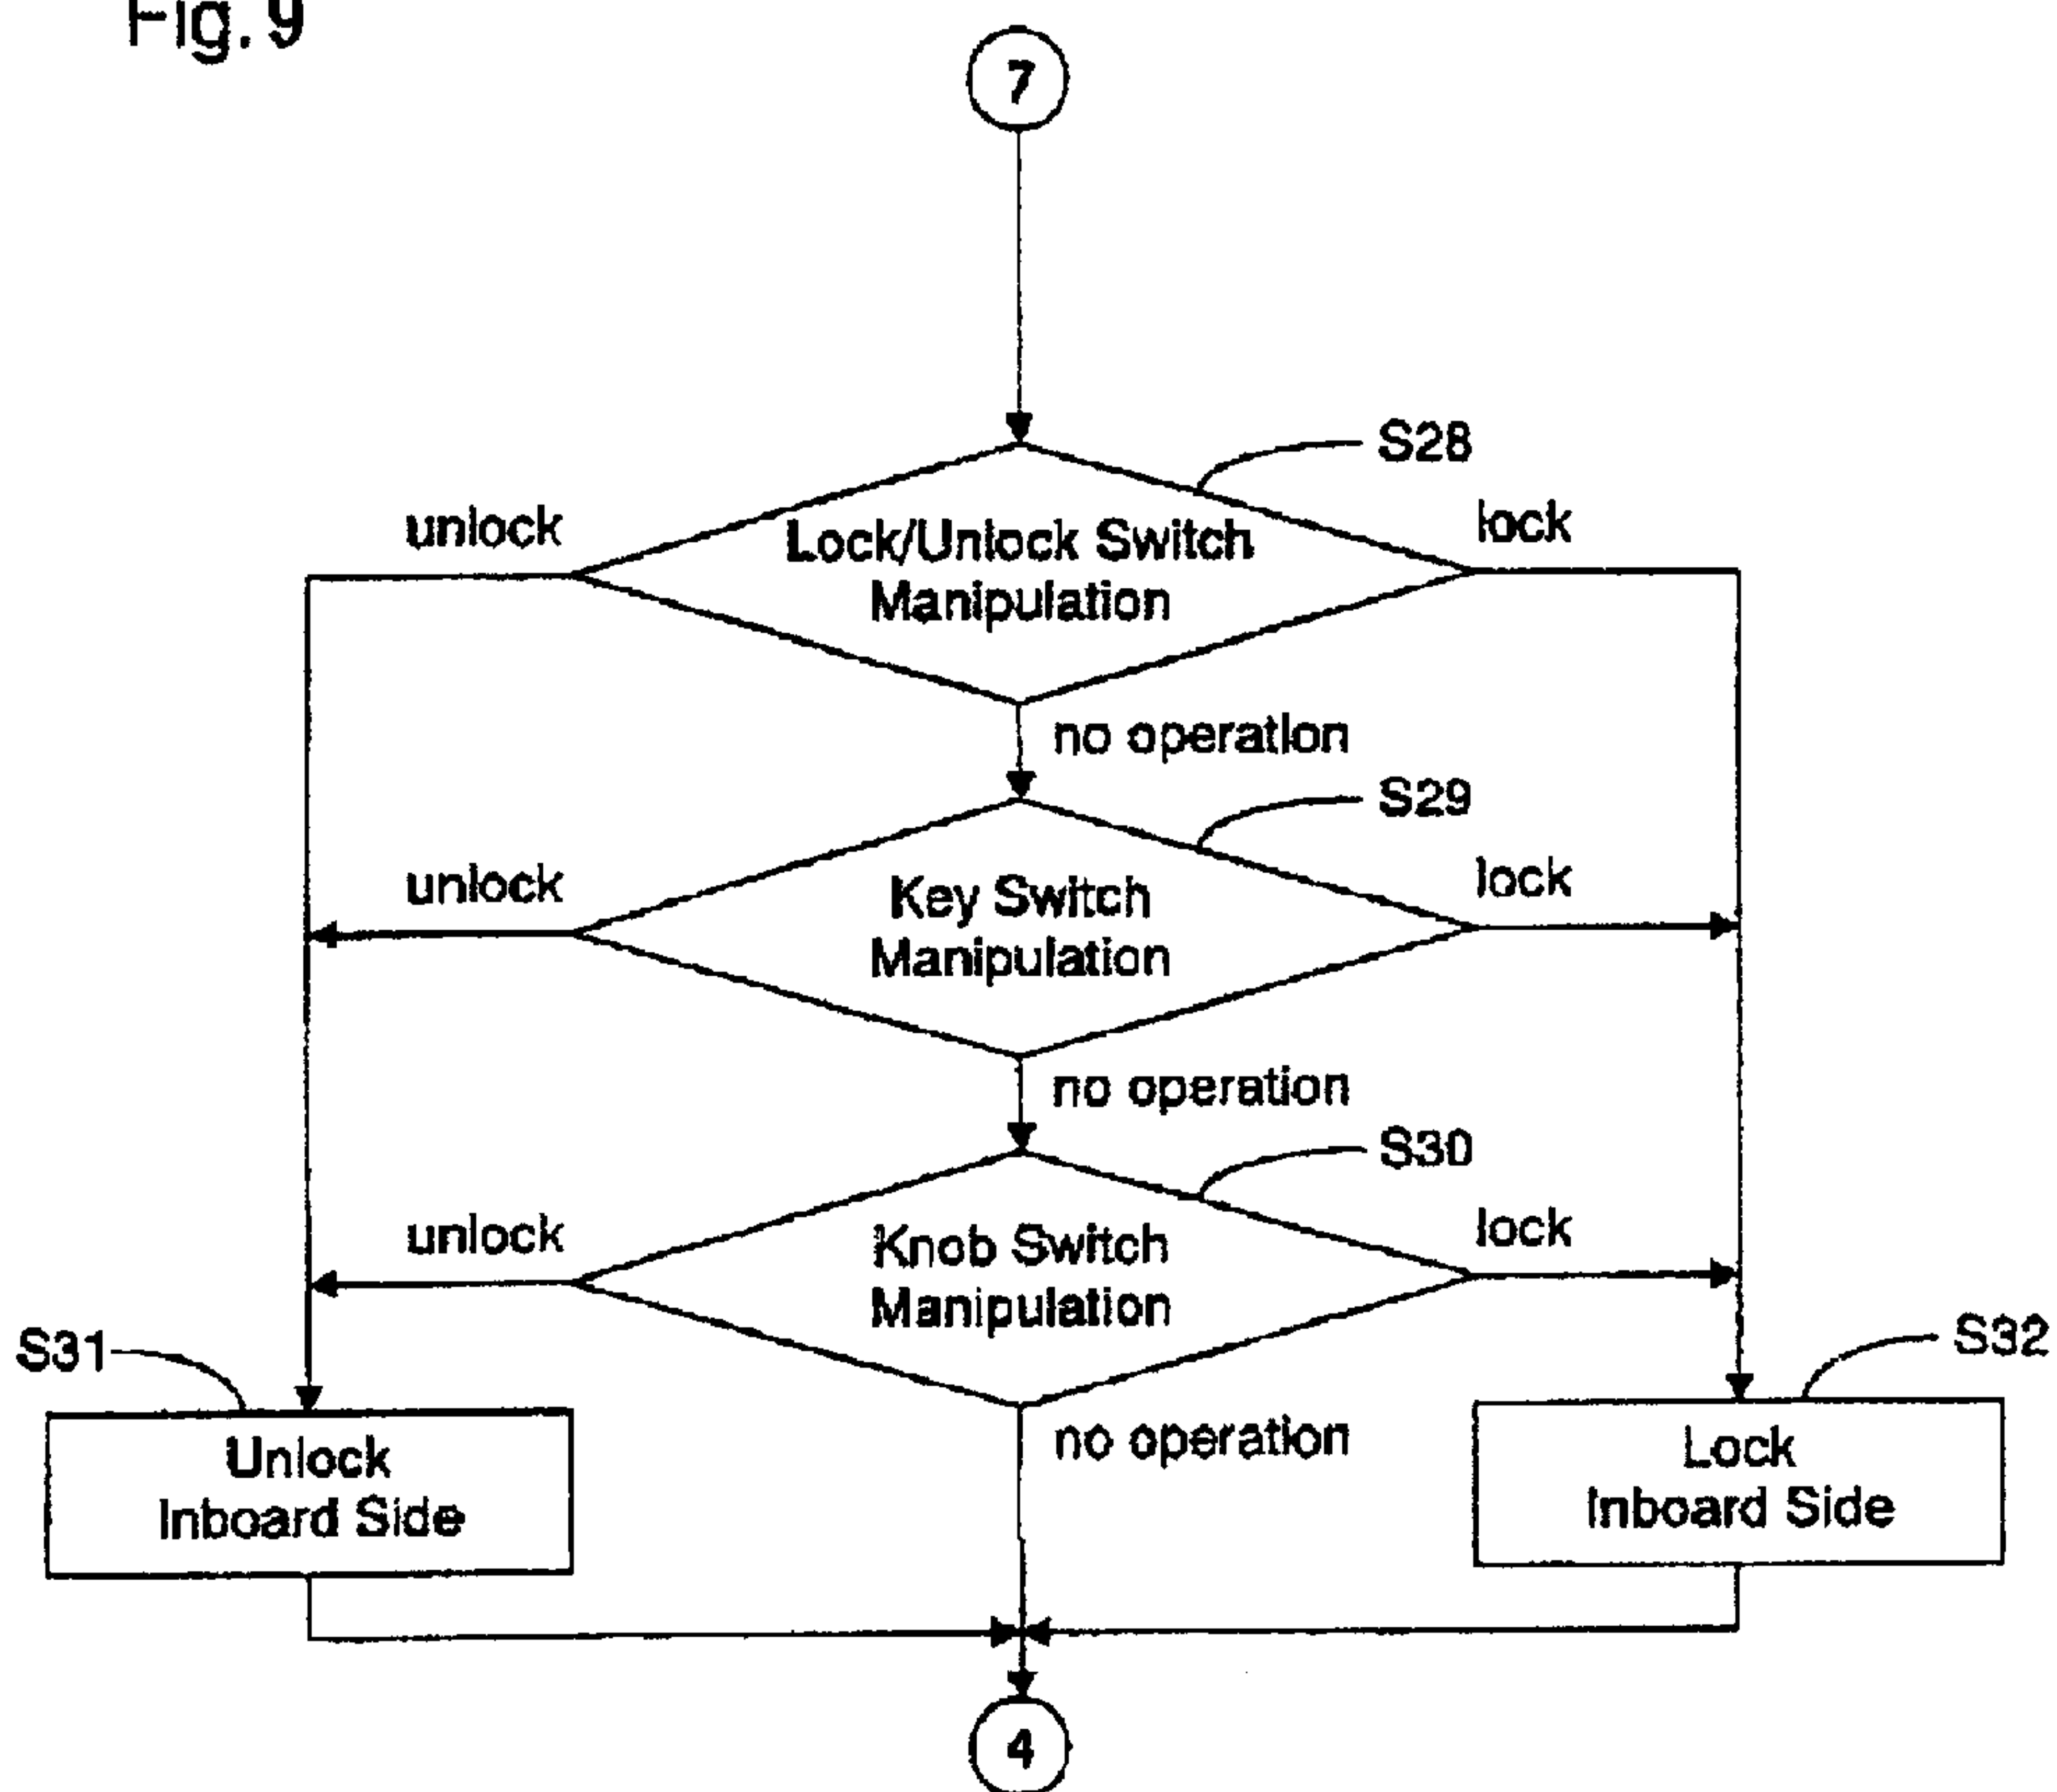 Fig. 9
7
S28
unlock
lock
Lock/Unlock Switch
Manipulation
no operation
S29
unlock
lock
Key Switch
Manipulation
no operation
S30
unlock
lock
Knob Switch
Manipulation
S31
S32
no operation
Unlock
Inboard Side
Lock
Inboard Side
4